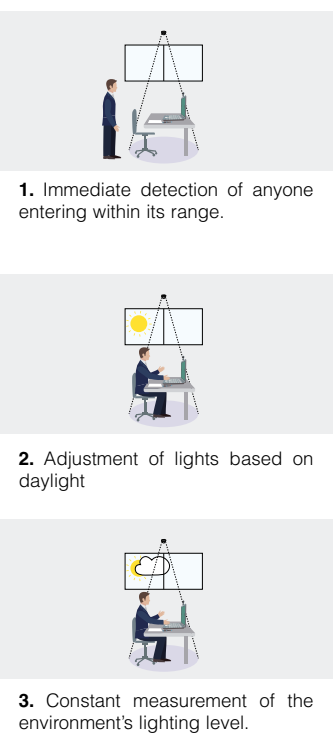 1. Immediate detection of anyone
entering within its range.
2. Adjustment of lights based on
daylight
3. Constant measurement of the
environment’s lighting level.